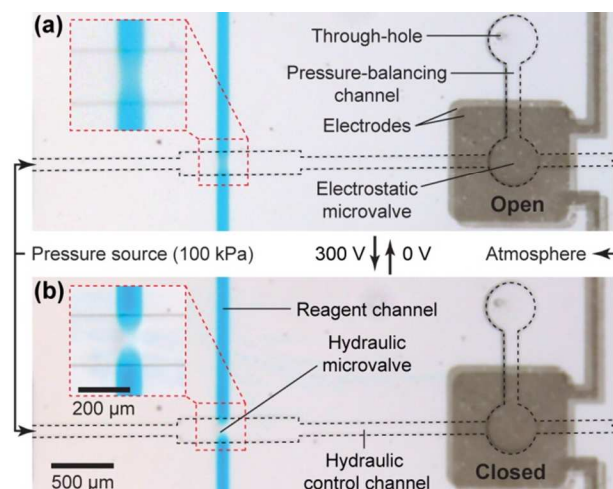 (a)
Through-hole
Pressure-balancing
channel
Electrodes
Electrostatic
microvalve
Open
Pressure source (100 kPa)
300 V
0 V
Atmosphere
(b)
Reagent channel
Hydraulic
microvalve
200 μm
500 μm
Hydraulic
control channel
Closed